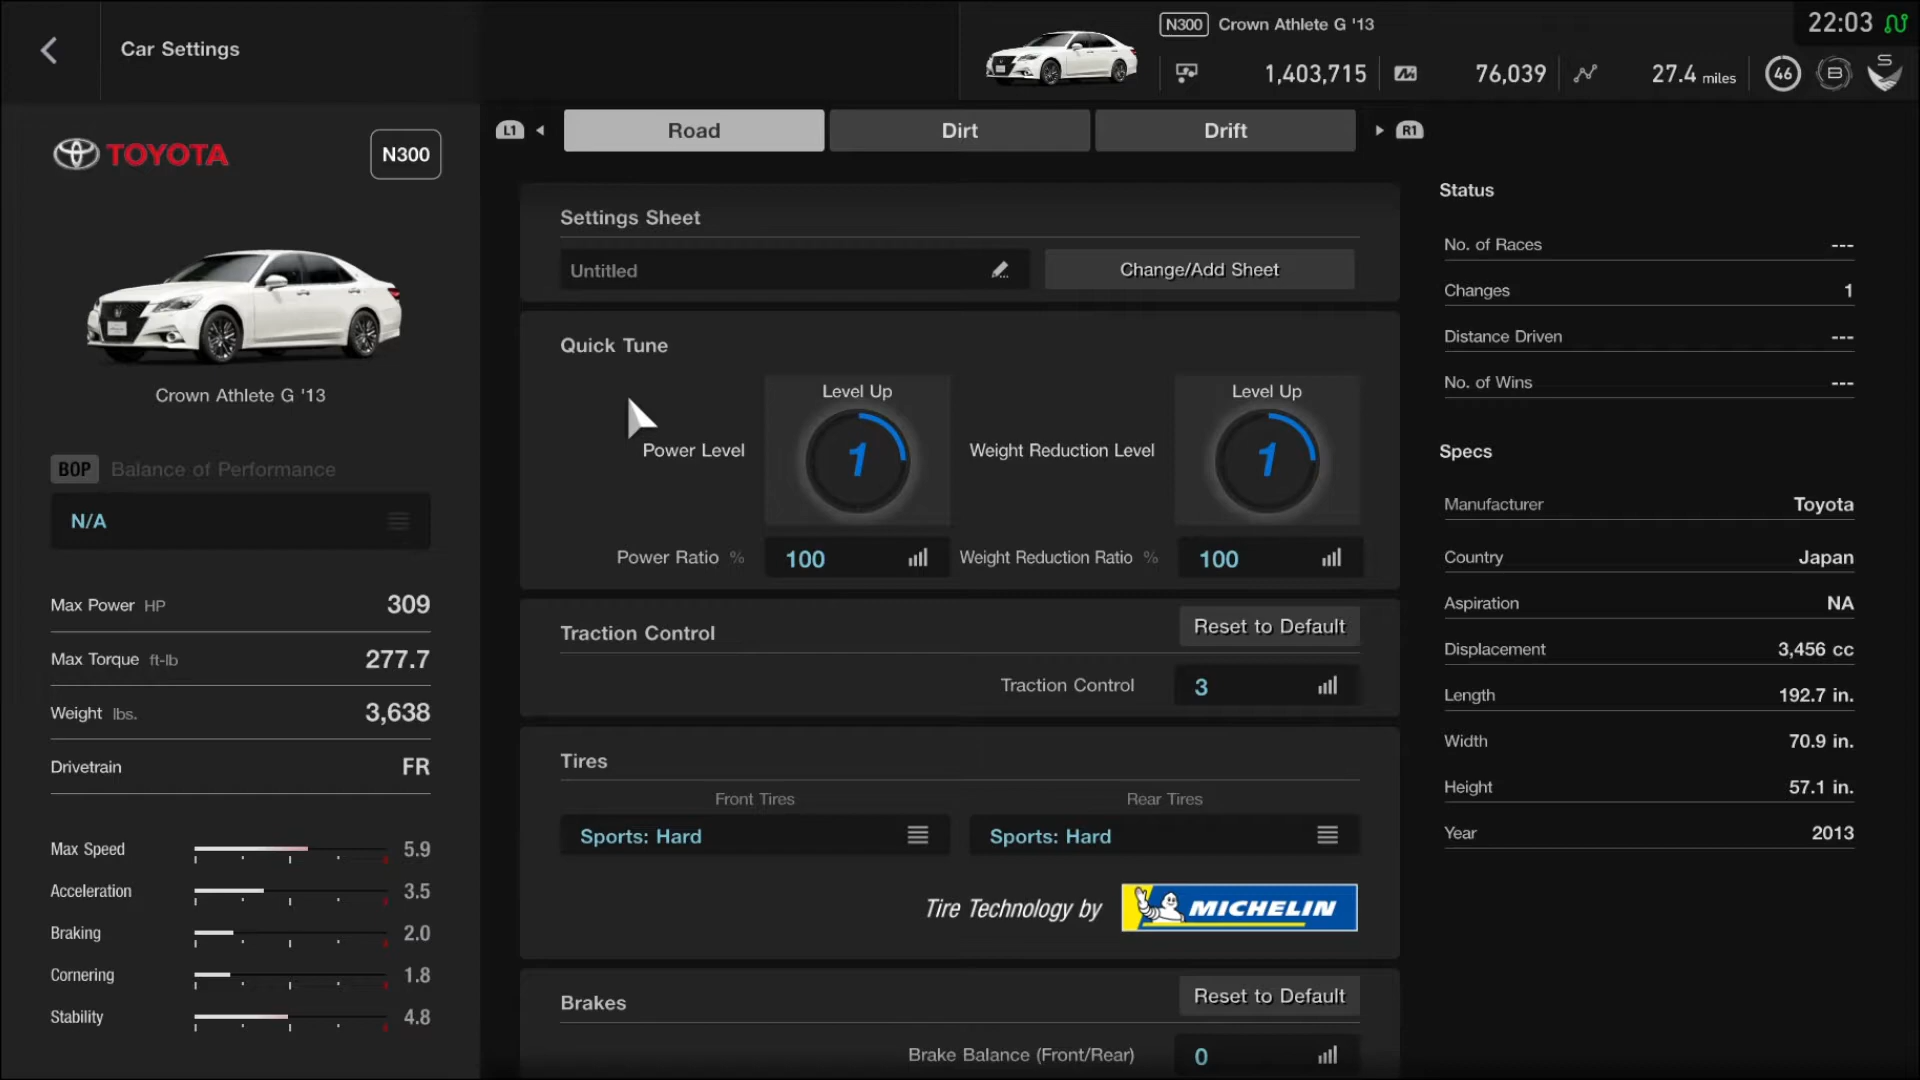 Car Settings
N300 Crown Athlete G '13
1,403,715
76,039
27.4 miles
46
B
S
22:03
TOYOTA
N300
Crown Athlete G '13
BOP Balance of Performance
N/A
Max Power HP 309
Max Torque ft-lb 277.7
Weight lbs. 3,638
Drivetrain FR
Max Speed 5.9
Acceleration 3.5
Braking 2.0
Cornering 1.8
Stability 4.8
L1 Road Dirt Drift R1
Settings Sheet
Untitled Change/Add Sheet
Quick Tune
Level Up Level Up
Power Level 1 Weight Reduction Level 1
Power Ratio % 100 Weight Reduction Ratio % 100
Traction Control Reset to Default
Traction Control 3
Tires
Front Tires Rear Tires
Sports: Hard Sports: Hard
Tire Technology by MICHELIN
Brakes Reset to Default
Brake Balance (Front/Rear) 0
Status
No. of Races ---
Changes 1
Distance Driven ---
No. of Wins ---
Specs
Manufacturer Toyota
Country Japan
Aspiration NA
Displacement 3,456 cc
Length 192.7 in.
Width 70.9 in.
Height 57.1 in.
Year 2013